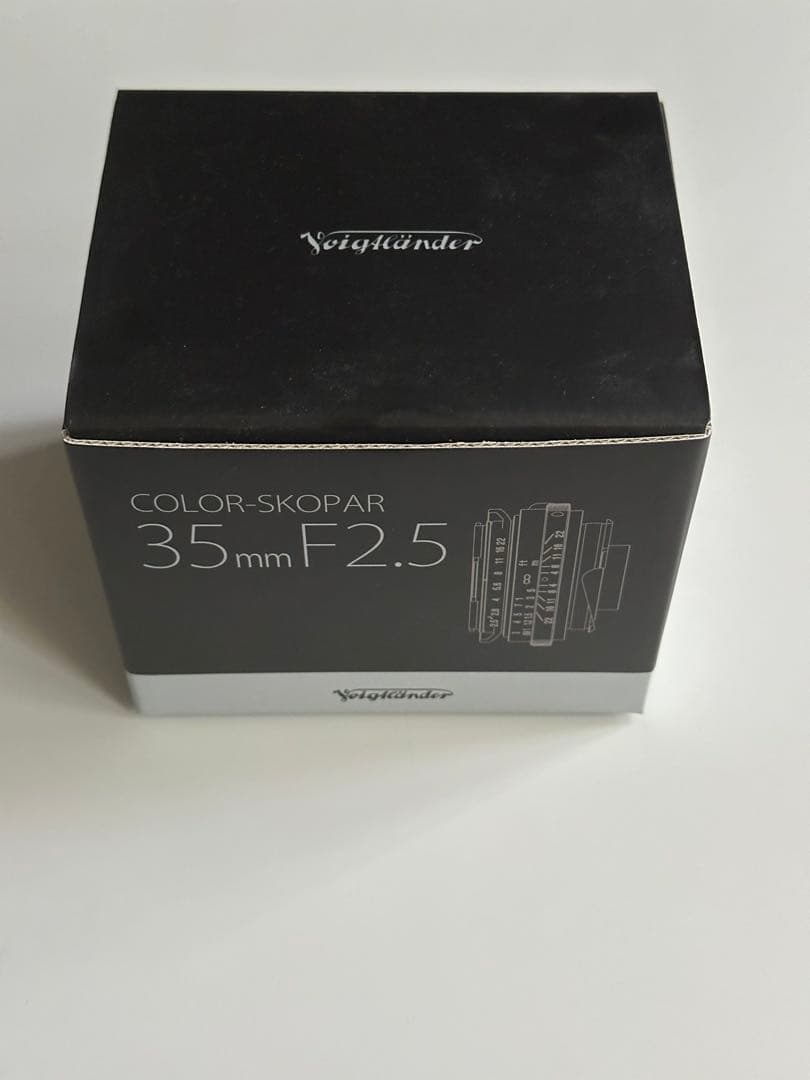 Voigtländer
COLOR-SKOPAR
35mm F2.5
Voigtländer